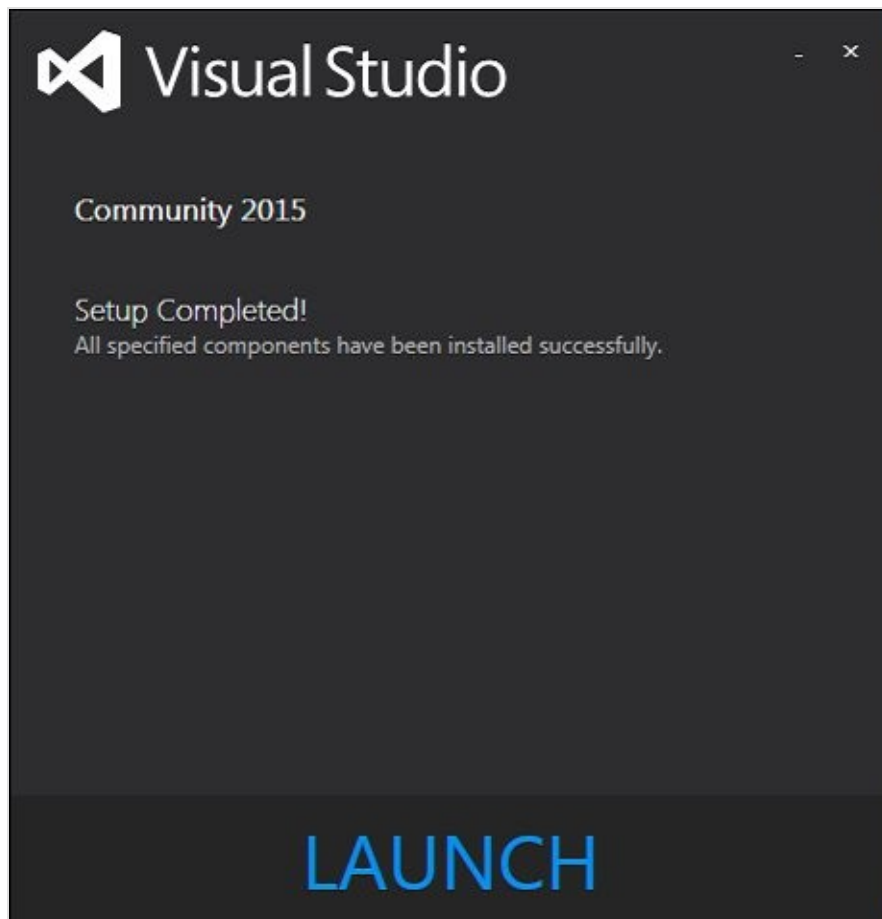 Visual Studio
Community 2015
Setup Completed!
All specified components have been installed successfully.
LAUNCH